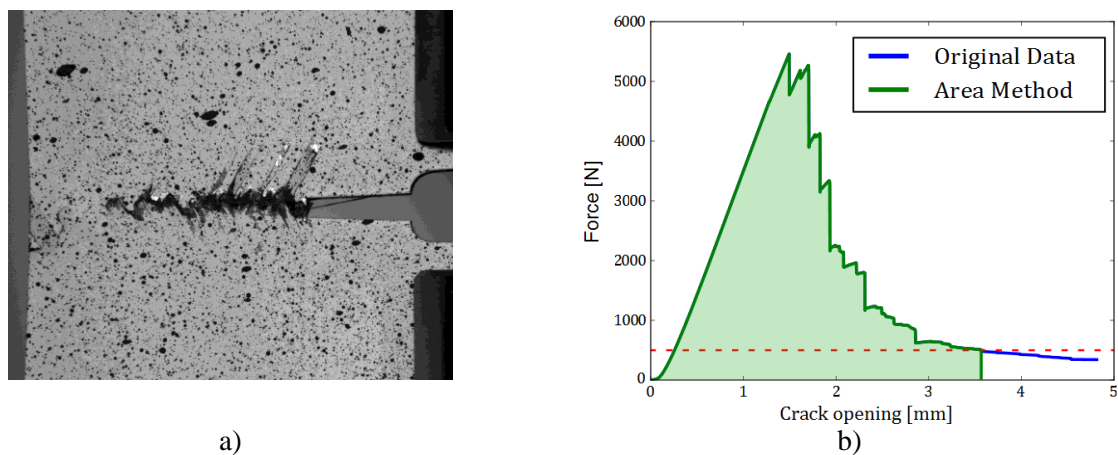 6000
5000
4000
3000
2000
1000
0
Force [N]
Original Data
Area Method
0 1 2 3 4 5
Crack opening [mm]
a) b)